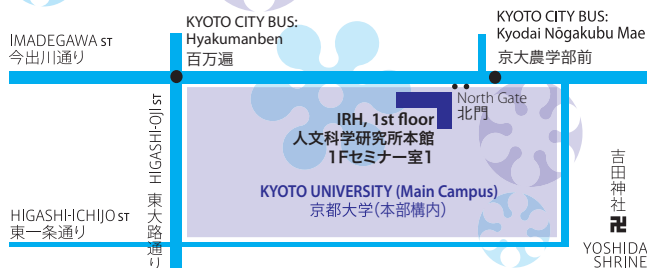 KYOTO CITY BUS:
Hyakumanben
百万遍
KYOTO CITY BUS:
Kyodai Nōgakubu Mae
京大農学部前
IMADEGAWA ST
今出川通り
North Gate
北門
IRH, 1st floor
人文科学研究所本館
1Fセミナー室1
HIGASHI-OJI ST 東大路通り
KYOTO UNIVERSITY (Main Campus)
京都大学(本部構内)
HIGASHI-ICHIJO ST
東一条通り
吉田神社
卍
YOSHIDA
SHRINE